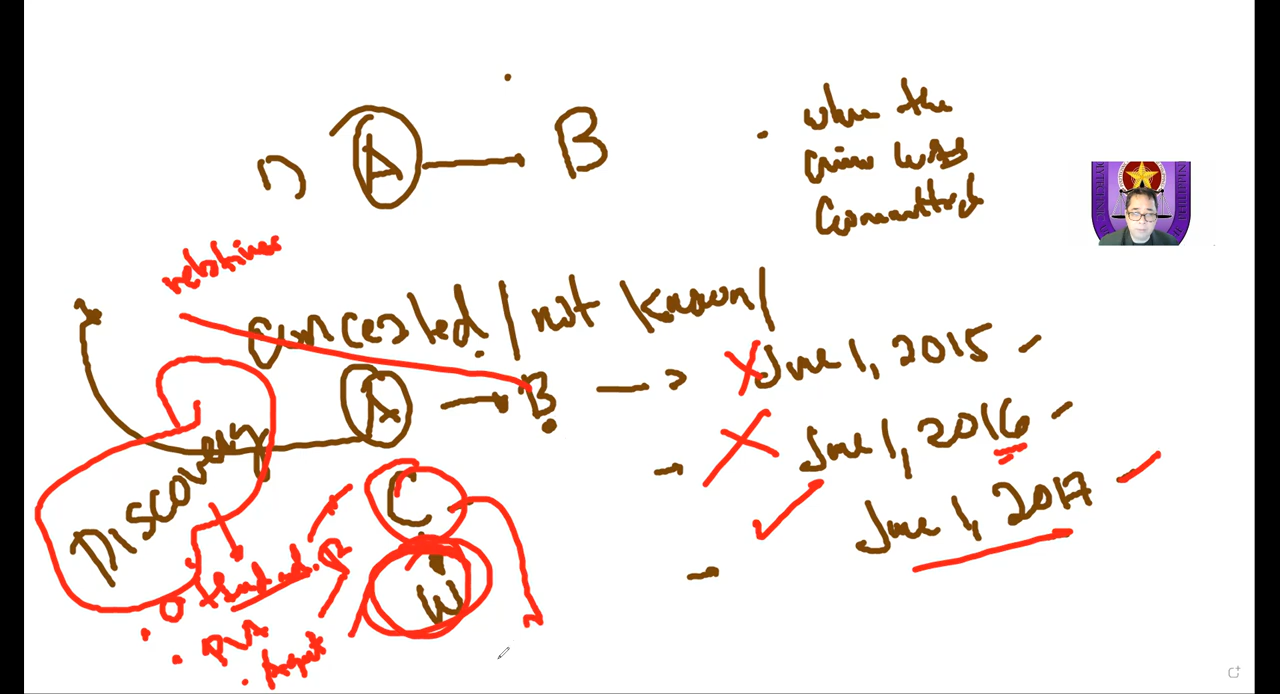 A B
when the
crime was
Committed
relatives
concealed / not known /
A B June 1, 2015
June 1, 2016
C June 1, 2017
DISCOVERY
W